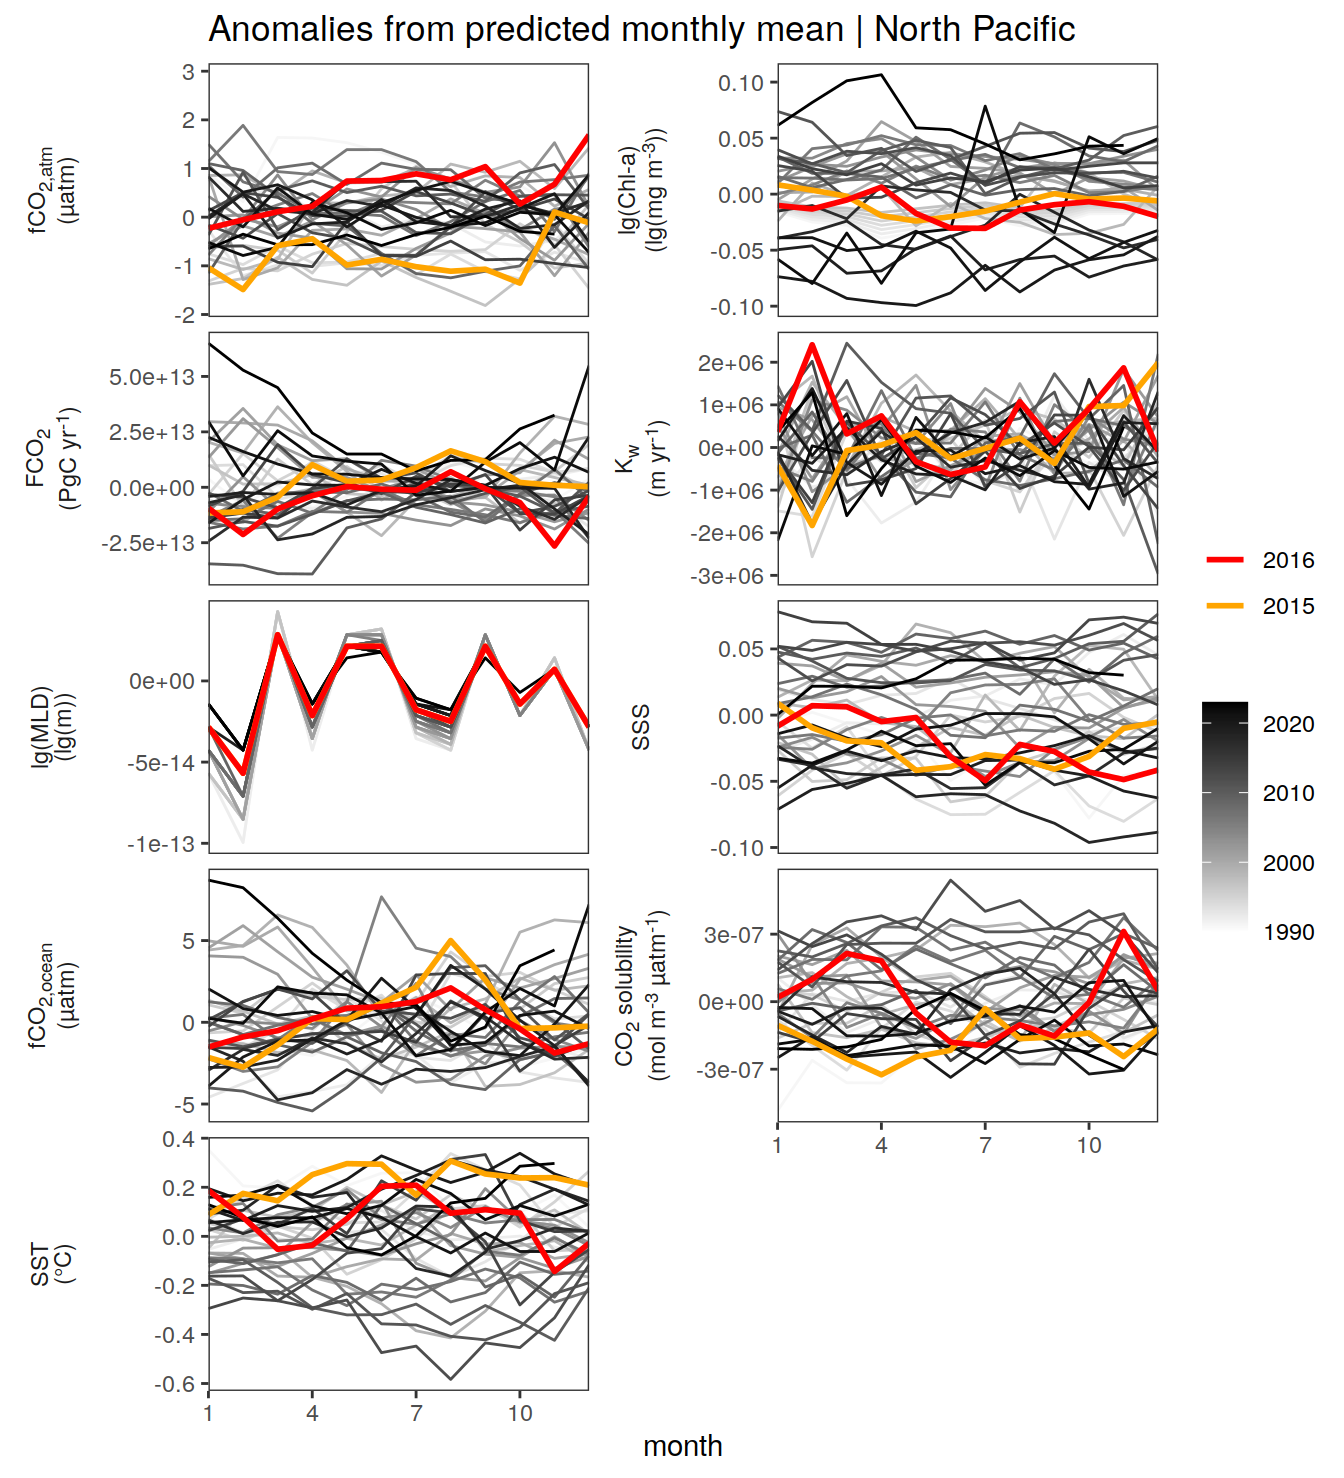 Anomalies from predicted monthly mean | North Pacific
fCO2,atm
(µatm)
3
2
1
0
-1
-2
lg(Chl-a)
(lg(mg m-3))
0.10
0.05
0.00
-0.05
-0.10
FCO2
(PgC yr-1)
5.0e+13
2.5e+13
0.0e+00
-2.5e+13
Kw
(m yr-1)
2e+06
1e+06
0e+00
-1e+06
-2e+06
-3e+06
lg(MLD)
(lg(m))
0e+00
-5e-14
-1e-13
SSS
0.05
0.00
-0.05
-0.10
fCO2,ocean
(µatm)
5
0
-5
CO2 solubility
(mol m-3 µatm-1)
3e-07
0e+00
-3e-07
1 4 7 10
SST
(°C)
0.4
0.2
0.0
-0.2
-0.4
-0.6
1 4 7 10
month
2016
2015
2020
2010
2000
1990